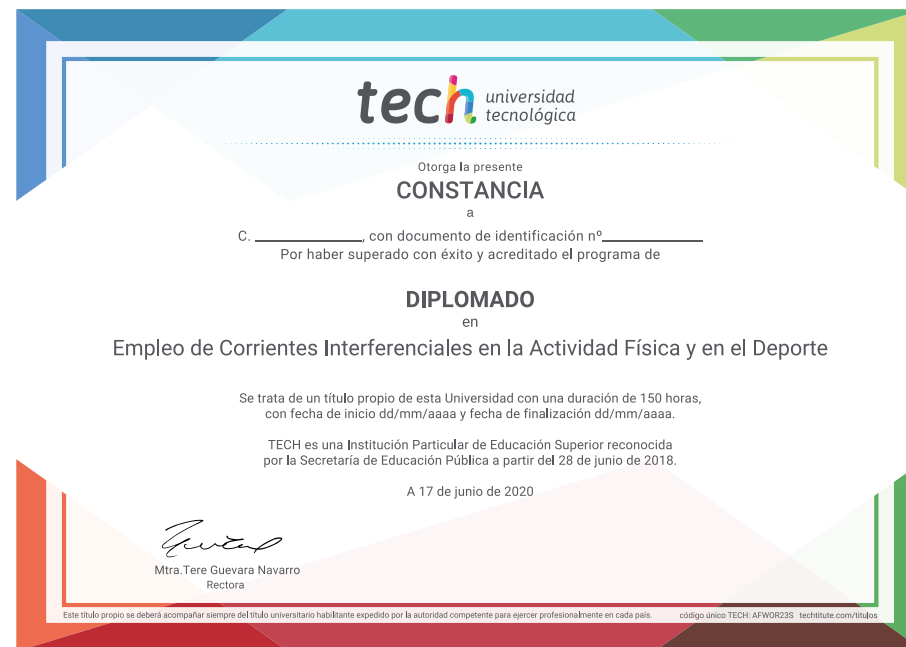 tech universidad
tecnológica
Otorga la presente
CONSTANCIA
a
C. ______________, con documento de identificación nº______________
Por haber superado con éxito y acreditado el programa de
DIPLOMADO
en
Empleo de Corrientes Interferenciales en la Actividad Física y en el Deporte
Se trata de un título propio de esta Universidad con una duración de 150 horas,
con fecha de inicio dd/mm/aaaa y fecha de finalización dd/mm/aaaa.
TECH es una Institución Particular de Educación Superior reconocida
por la Secretaría de Educación Pública a partir del 28 de junio de 2018.
A 17 de junio de 2020
Mtra.Tere Guevara Navarro
Rectora
Este título propio se deberá acompañar siempre del título universitario habilitante expedido por la autoridad competente para ejercer profesionalmente en cada país. código único TECH: AFWOR23S techtitute.com/titulos